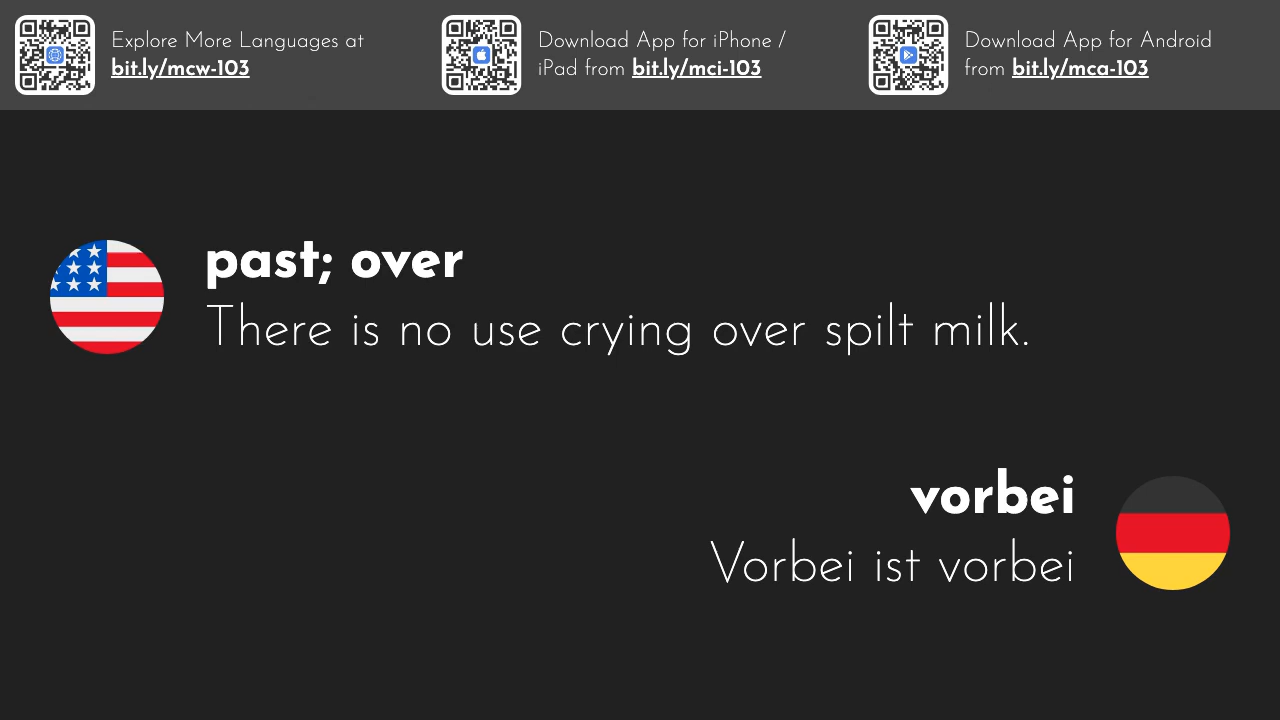 Explore More Languages at
bit.ly/mcw-103
Download App for iPhone /
iPad from bit.ly/mci-103
Download App for Android
from bit.ly/mca-103
past; over
There is no use crying over spilt milk.
vorbei
Vorbei ist vorbei